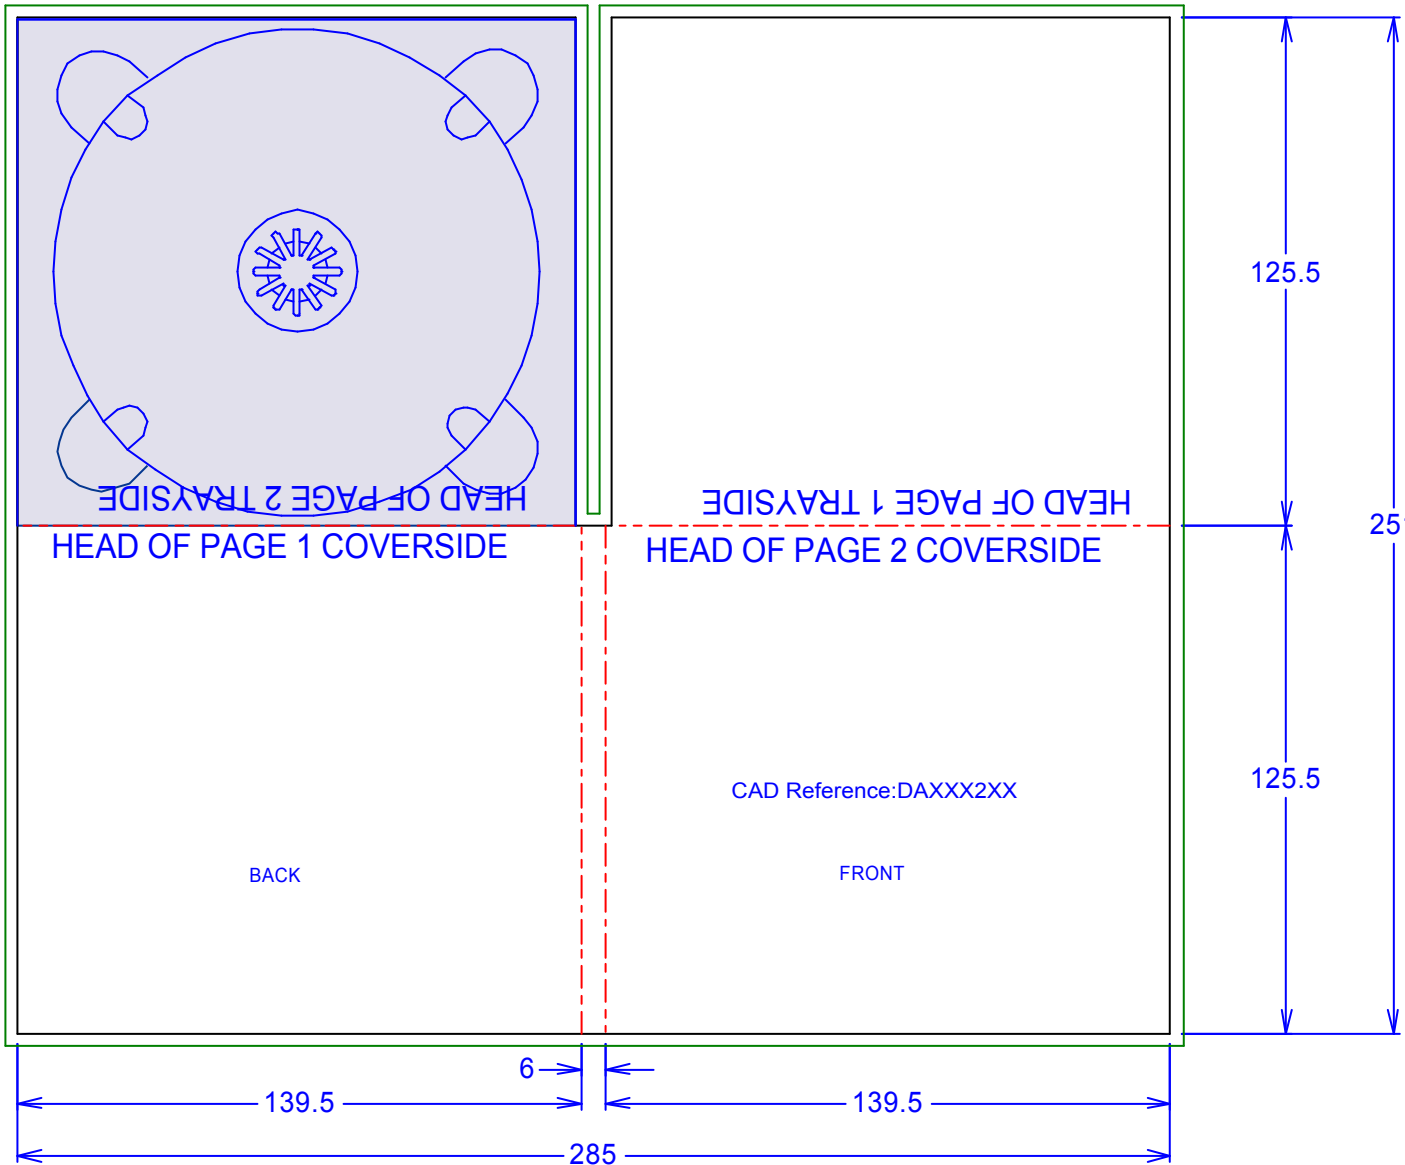 125.5
HEAD OF PAGE 2 TRAYSIDE
HEAD OF PAGE 1 TRAYSIDE
25
HEAD OF PAGE 1 COVERSIDE
HEAD OF PAGE 2 COVERSIDE
125.5
CAD Reference:DAXXX2XX
BACK
FRONT
6
139.5
139.5
285